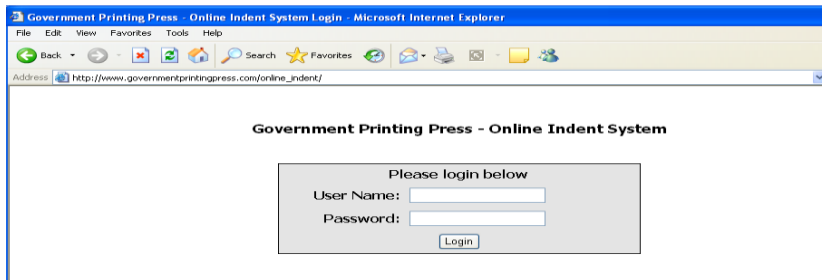 Government Printing Press - Online Indent System Login - Microsoft Internet Explorer
File Edit View Favorites Tools Help
Back Search Favorites
Address http://www.governmentprintingpress.com/online_indent/
Government Printing Press - Online Indent System
Please login below
User Name:
Password:
Login